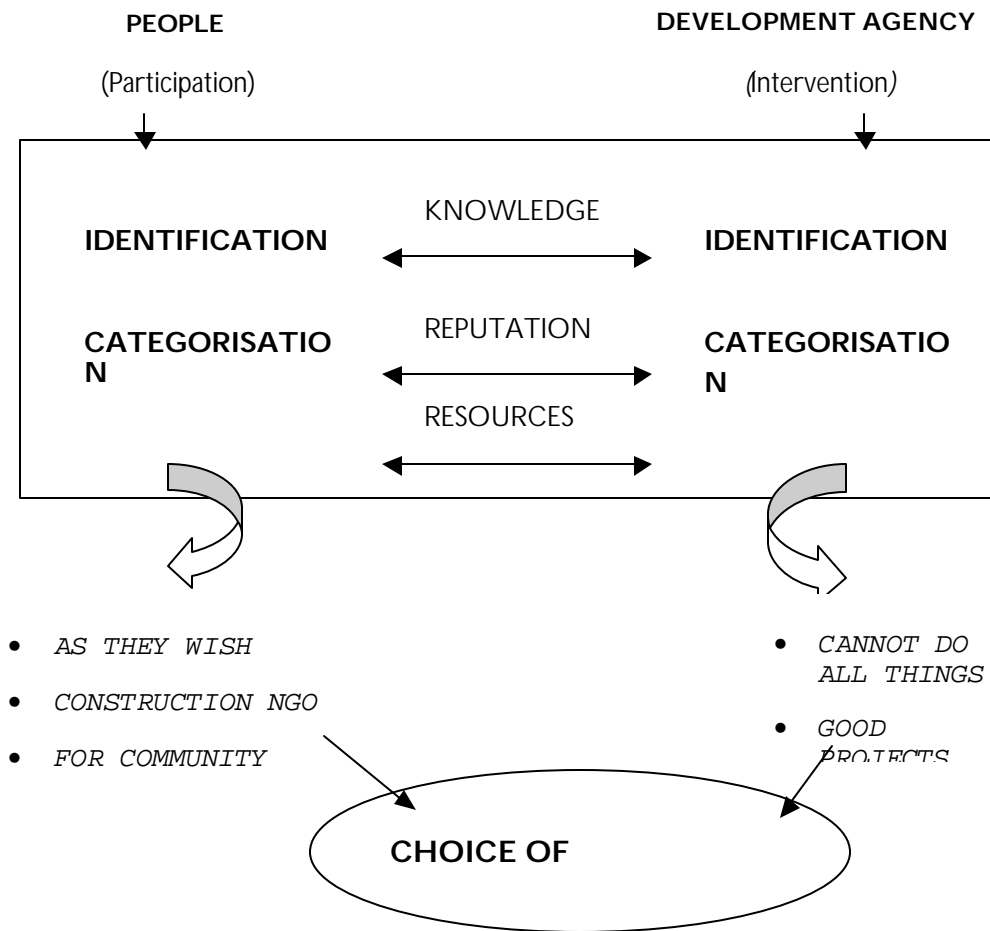 PEOPLE
DEVELOPMENT AGENCY
(Participation)
(Intervention)
KNOWLEDGE
IDENTIFICATION
IDENTIFICATION
REPUTATION
CATEGORISATIO
N
CATEGORISATIO
N
RESOURCES
• AS THEY WISH
• CONSTRUCTION NGO
• FOR COMMUNITY
• CANNOT DO
ALL THINGS
• GOOD
PROJECTS
CHOICE OF